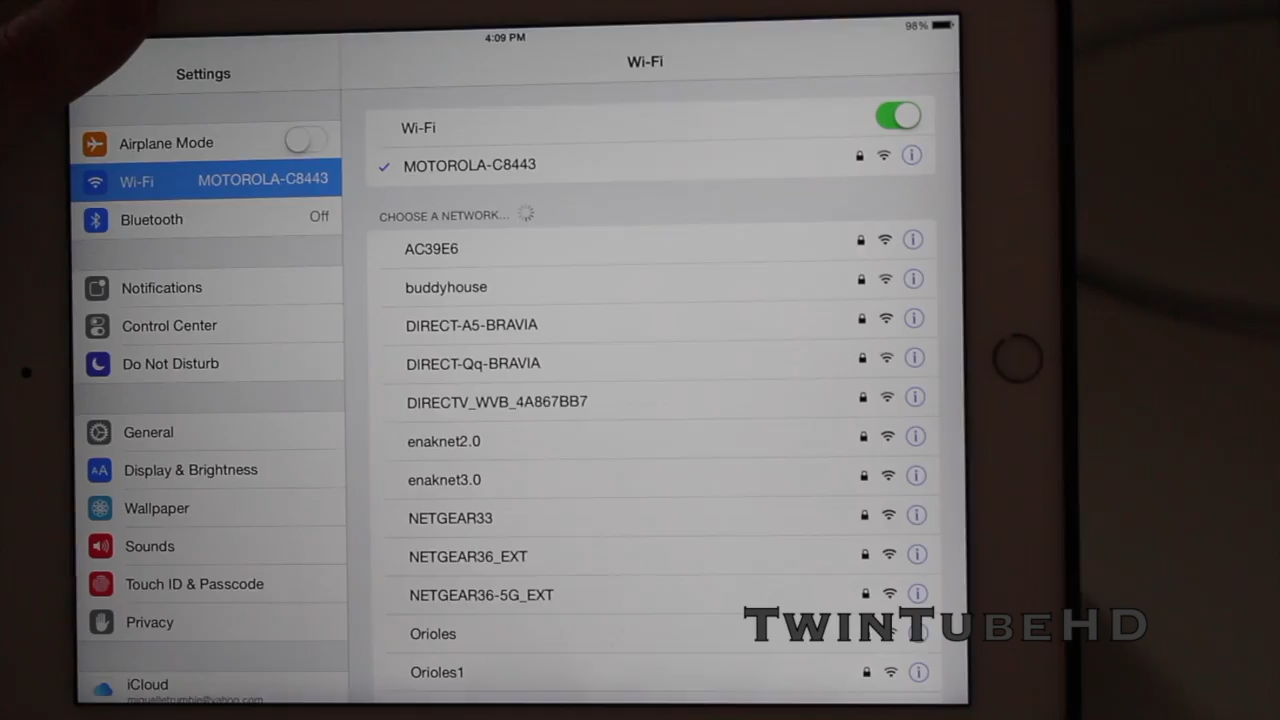 4:09 PM
98%
Settings
Wi-Fi
Airplane Mode
Wi-Fi MOTOROLA-C8443
Bluetooth Off
Notifications
Control Center
Do Not Disturb
General
Display & Brightness
AA
Wallpaper
Sounds
Touch ID & Passcode
Privacy
iCloud
Wi-Fi
MOTOROLA-C8443
CHOOSE A NETWORK...
AC39E6
buddyhouse
DIRECT-A5-BRAVIA
DIRECT-Qq-BRAVIA
DIRECTV_WVB_4A867BB7
enaknet2.0
enaknet3.0
NETGEAR33
NETGEAR36_EXT
NETGEAR36-5G_EXT
Orioles
Orioles1
TWINTUBEHD